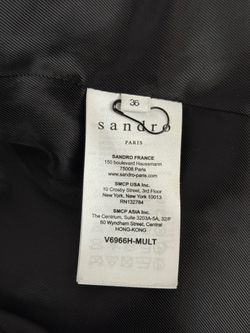 36
sandro
PARIS
SANDRO FRANCE
150 boulevard Haussmann
75008 Paris
www.sandro-paris.com
SMCP USA Inc.
10 Crosby Street, 3rd Floor
New York, New York 10013
RN132784
SMCP ASIA Inc.
The Centrium, Suite 3203A-5A, 32/F
60 Wyndham Street, Central
HONG-KONG
V6966H-MULT